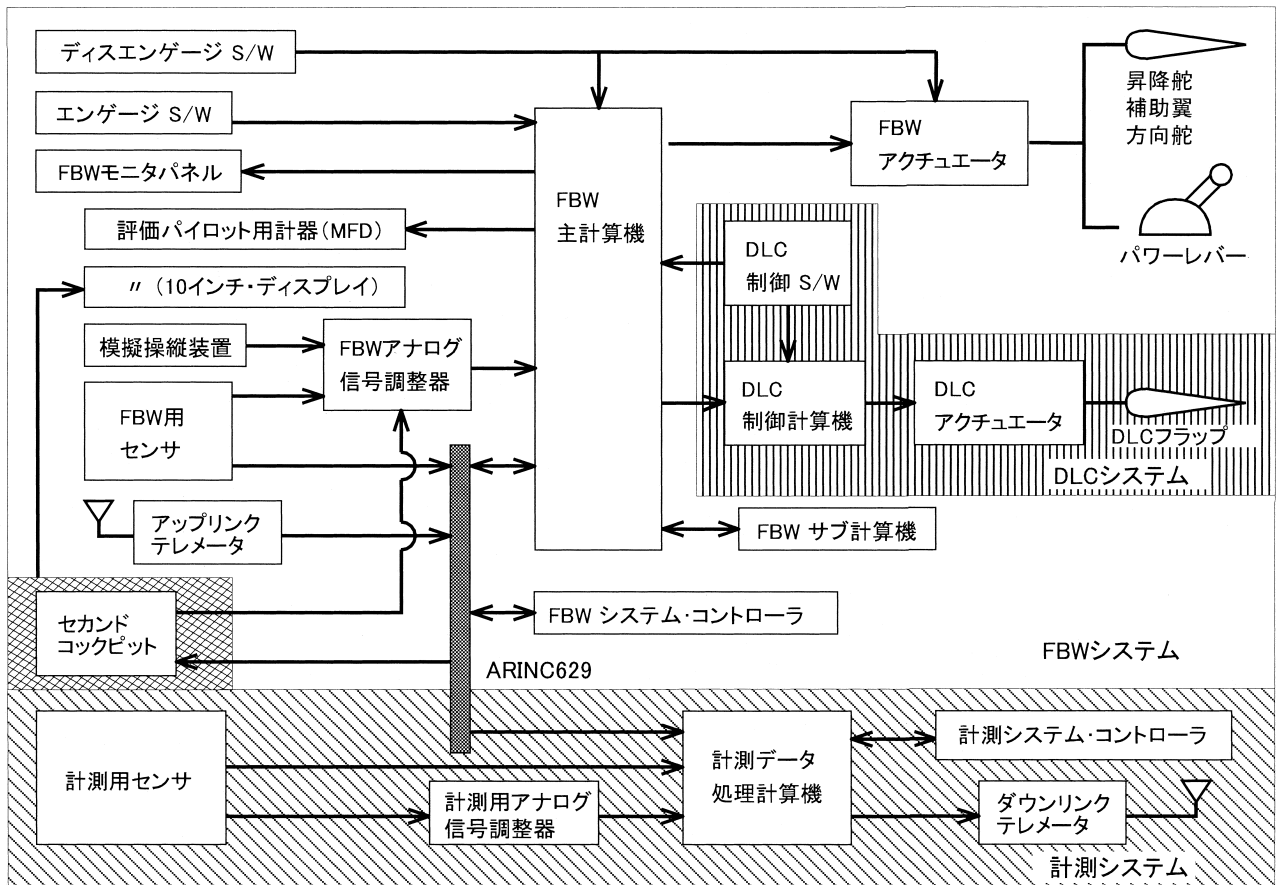 ディスエンゲージ S/W
エンゲージ S/W
FBWモニタパネル
評価パイロット用計器(MFD)
〃 (10インチ・ディスプレイ)
模擬操縦装置
FBWアナログ
信号調整器
FBW用
センサ
アップリンク
テレメータ
セカンド
コックピット
FBW
主計算機
FBW
アクチュエータ
昇降舵
補助翼
方向舵
パワーレバー
DLC
制御 S/W
DLC
制御計算機
DLC
アクチュエータ
DLCフラップ
DLCシステム
FBW サブ計算機
FBW システム・コントローラ
ARINC629
FBWシステム
計測用センサ
計測用アナログ
信号調整器
計測データ
処理計算機
計測システム・コントローラ
ダウンリンク
テレメータ
計測システム